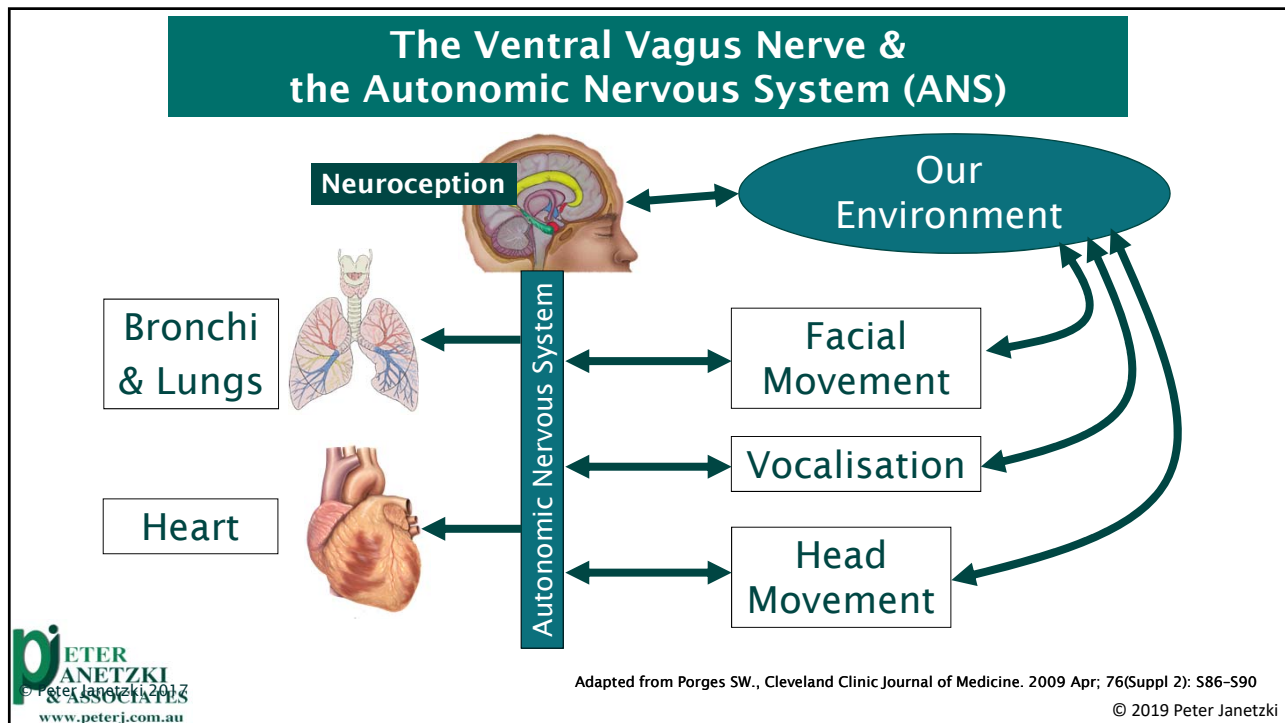 The Ventral Vagus Nerve &
the Autonomic Nervous System (ANS)
Neuroception
Our
Environment
Bronchi
& Lungs
Autonomic Nervous System
Facial
Movement
Vocalisation
Heart
Head
Movement
PETER
JANETZKI
& ASSOCIATES
© Peter Janetzki 2017
www.peterj.com.au
Adapted from Porges SW., Cleveland Clinic Journal of Medicine. 2009 Apr; 76(Suppl 2): S86-S90
© 2019 Peter Janetzki